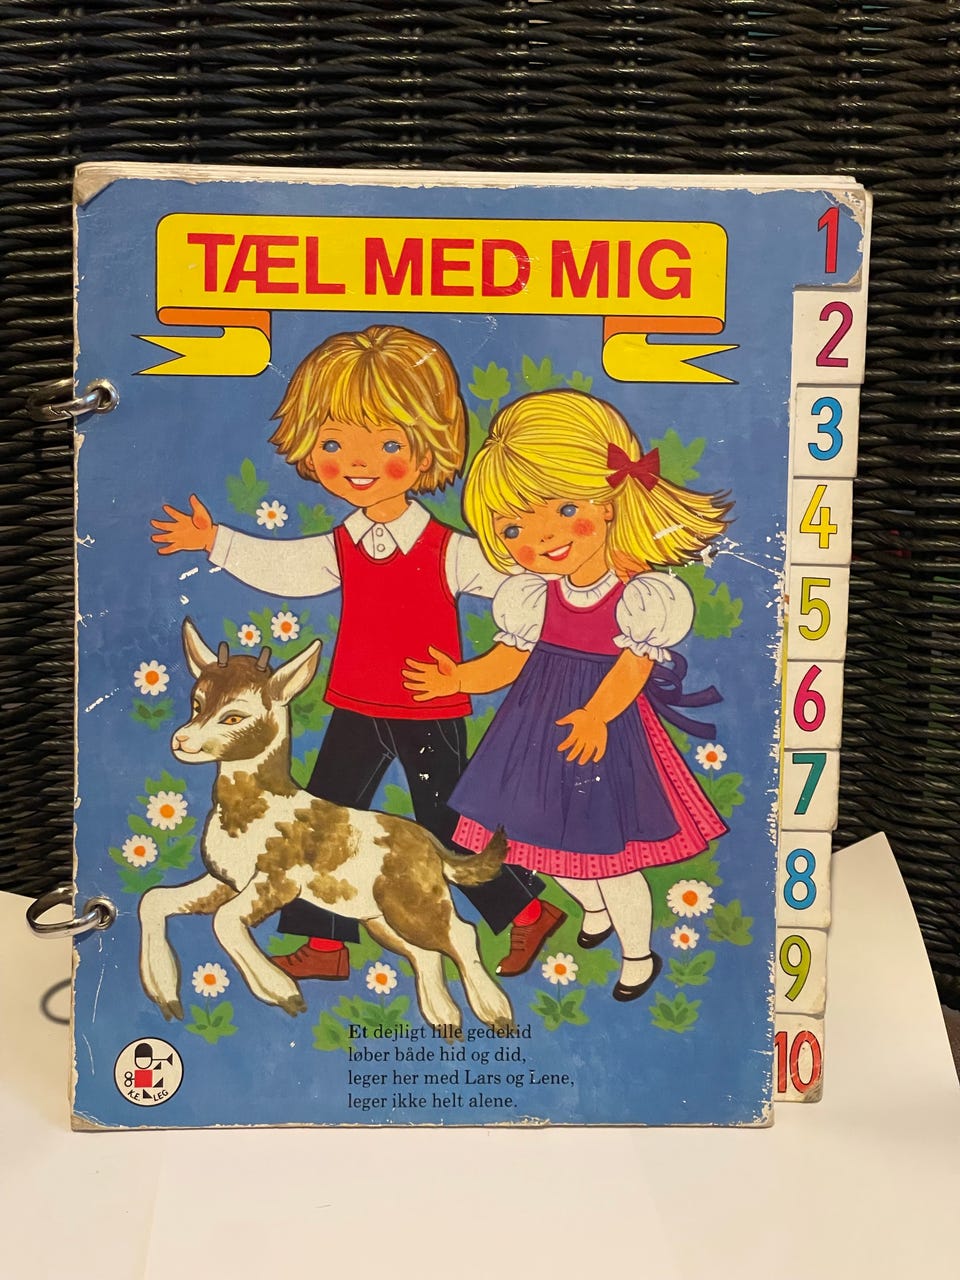 TÆL MED MIG
1
2
3
4
5
6
7
8
9
10
Et dejligt lille gedekid
løber både hid og did,
leger her med Lars og Lene,
leger ikke helt alene.
K.E. LEG